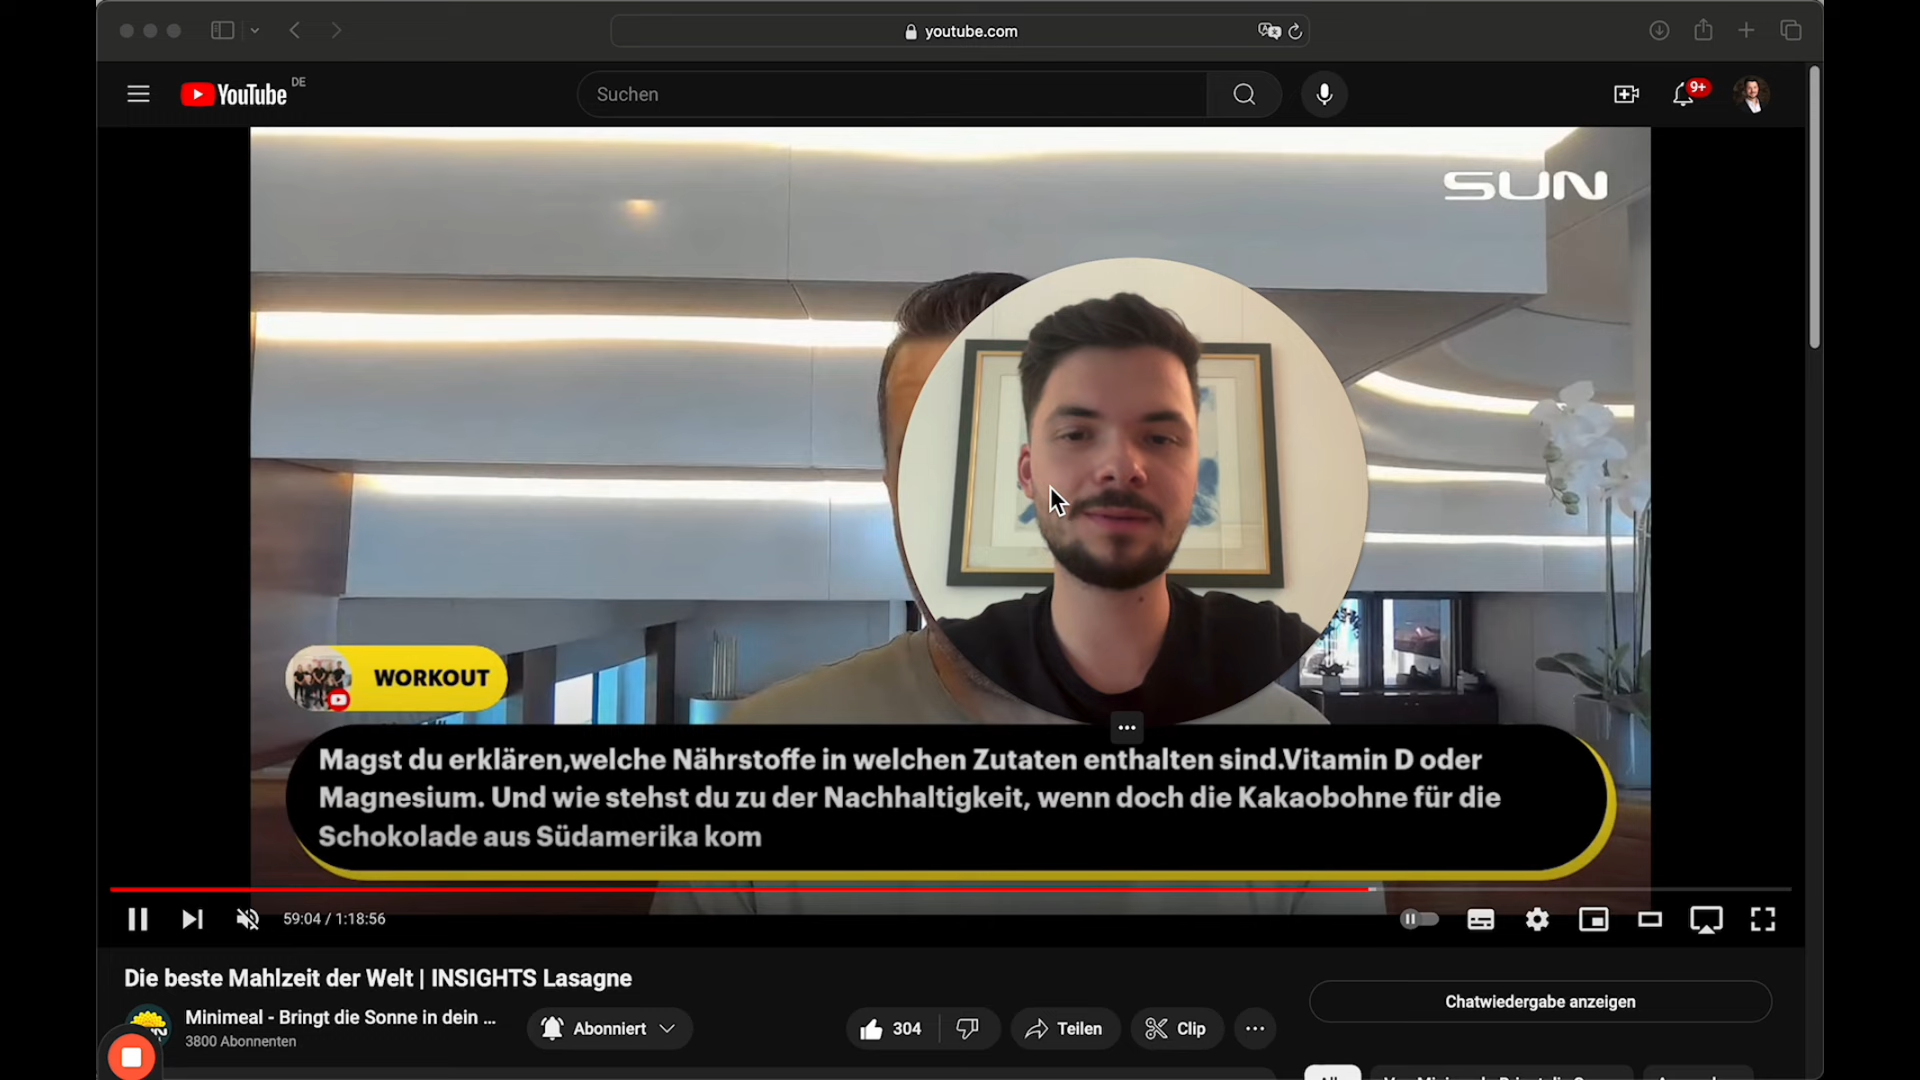 youtube.com
YouTube DE
Suchen
9+
SUN
WORKOUT
Magst du erklären,welche Nährstoffe in welchen Zutaten enthalten sind.Vitamin D oder
Magnesium. Und wie stehst du zu der Nachhaltigkeit, wenn doch die Kakaobohne für die
Schokolade aus Südamerika kom
59:04 / 1:18:56
Die beste Mahlzeit der Welt | INSIGHTS Lasagne
Chatwiedergabe anzeigen
Minimeal - Bringt die Sonne in dein ...
3800 Abonnenten
Abonniert
304
Teilen
Clip